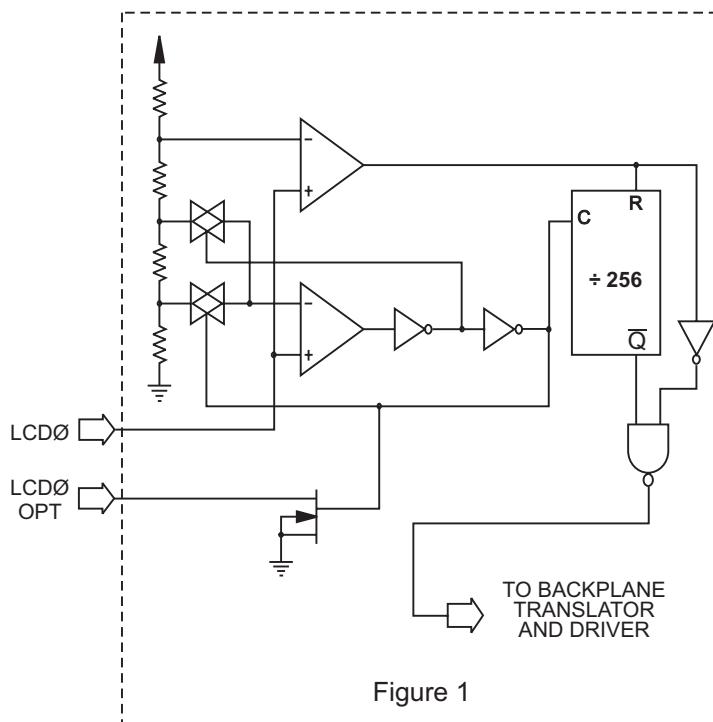 R
C
÷ 256
Q̅
LCDØ
LCDØ
OPT
TO BACKPLANE
TRANSLATOR
AND DRIVER
Figure 1